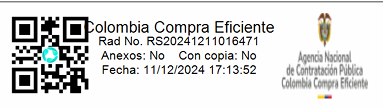 Colombia Compra Eficiente
Rad No. RS20241211016471
Anexos: No Con copia: No
Fecha: 11/12/2024 17:13:52
Agencia Nacional
de Contratación Pública
Colombia Compra Eficiente